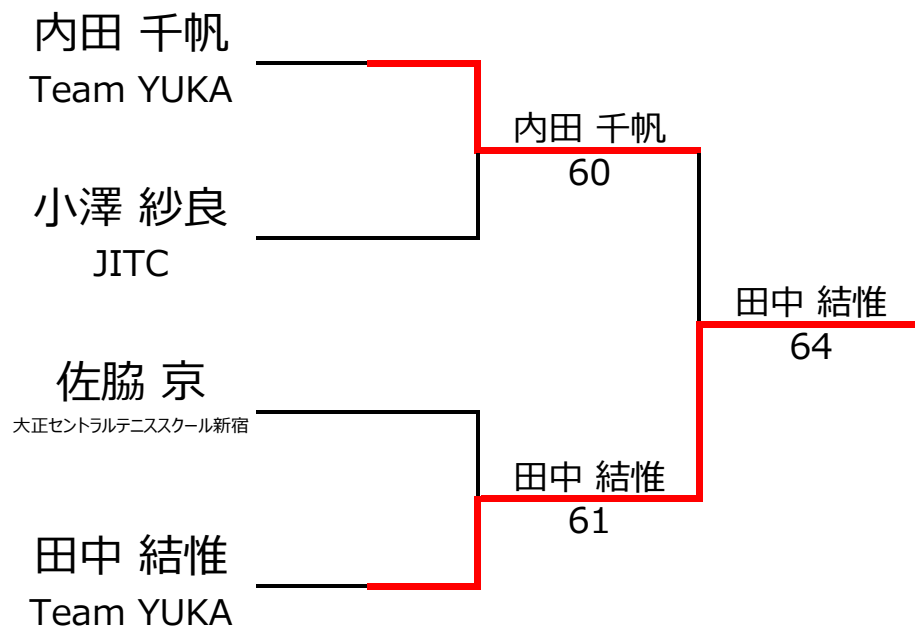 内田 千帆
Team YUKA
内田 千帆
60
小澤 紗良
JITC
田中 結惟
64
佐脇 京
大正セントラルテニススクール新宿
田中 結惟
61
田中 結惟
Team YUKA